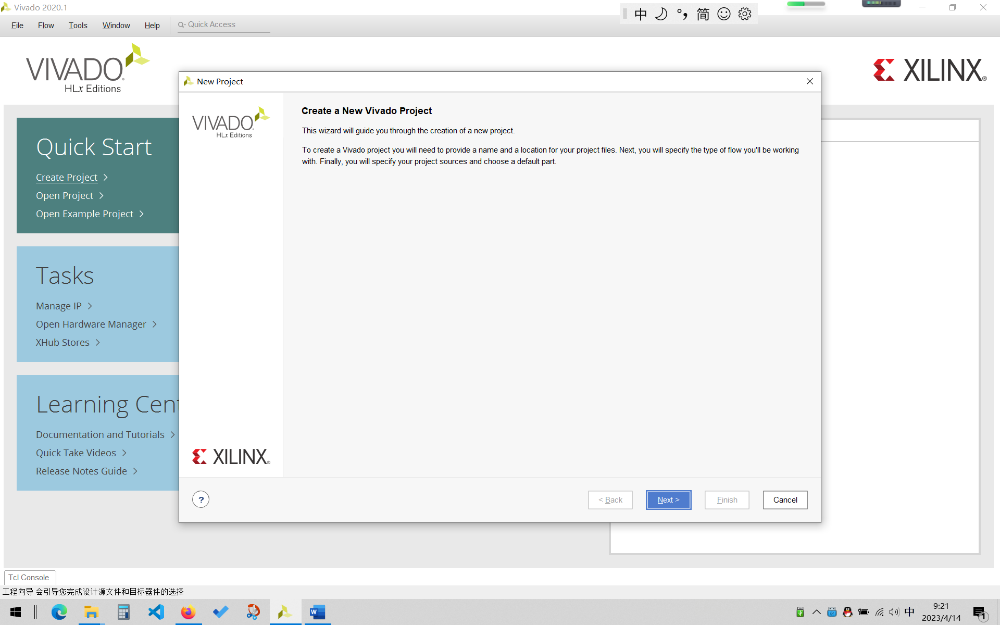 Vivado 2020.1
File Flow Tools Window Help Quick Access
中 简
VIVADO
HLx Editions
XILINX
Quick Start
Create Project
Open Project
Open Example Project
Tasks
Manage IP
Open Hardware Manager
XHub Stores
Learning Cent
Documentation and Tutorials
Quick Take Videos
Release Notes Guide
New Project
VIVADO
HLx Editions
Create a New Vivado Project
This wizard will guide you through the creation of a new project.
To create a Vivado project you will need to provide a name and a location for your project files. Next, you will specify the type of flow you'll be working
with. Finally, you will specify your project sources and choose a default part.
XILINX
? < Back Next > Finish Cancel
Tcl Console
工程向导 会引导您完成设计源文件和目标器件的选择
中 9:21
2023/4/14
1